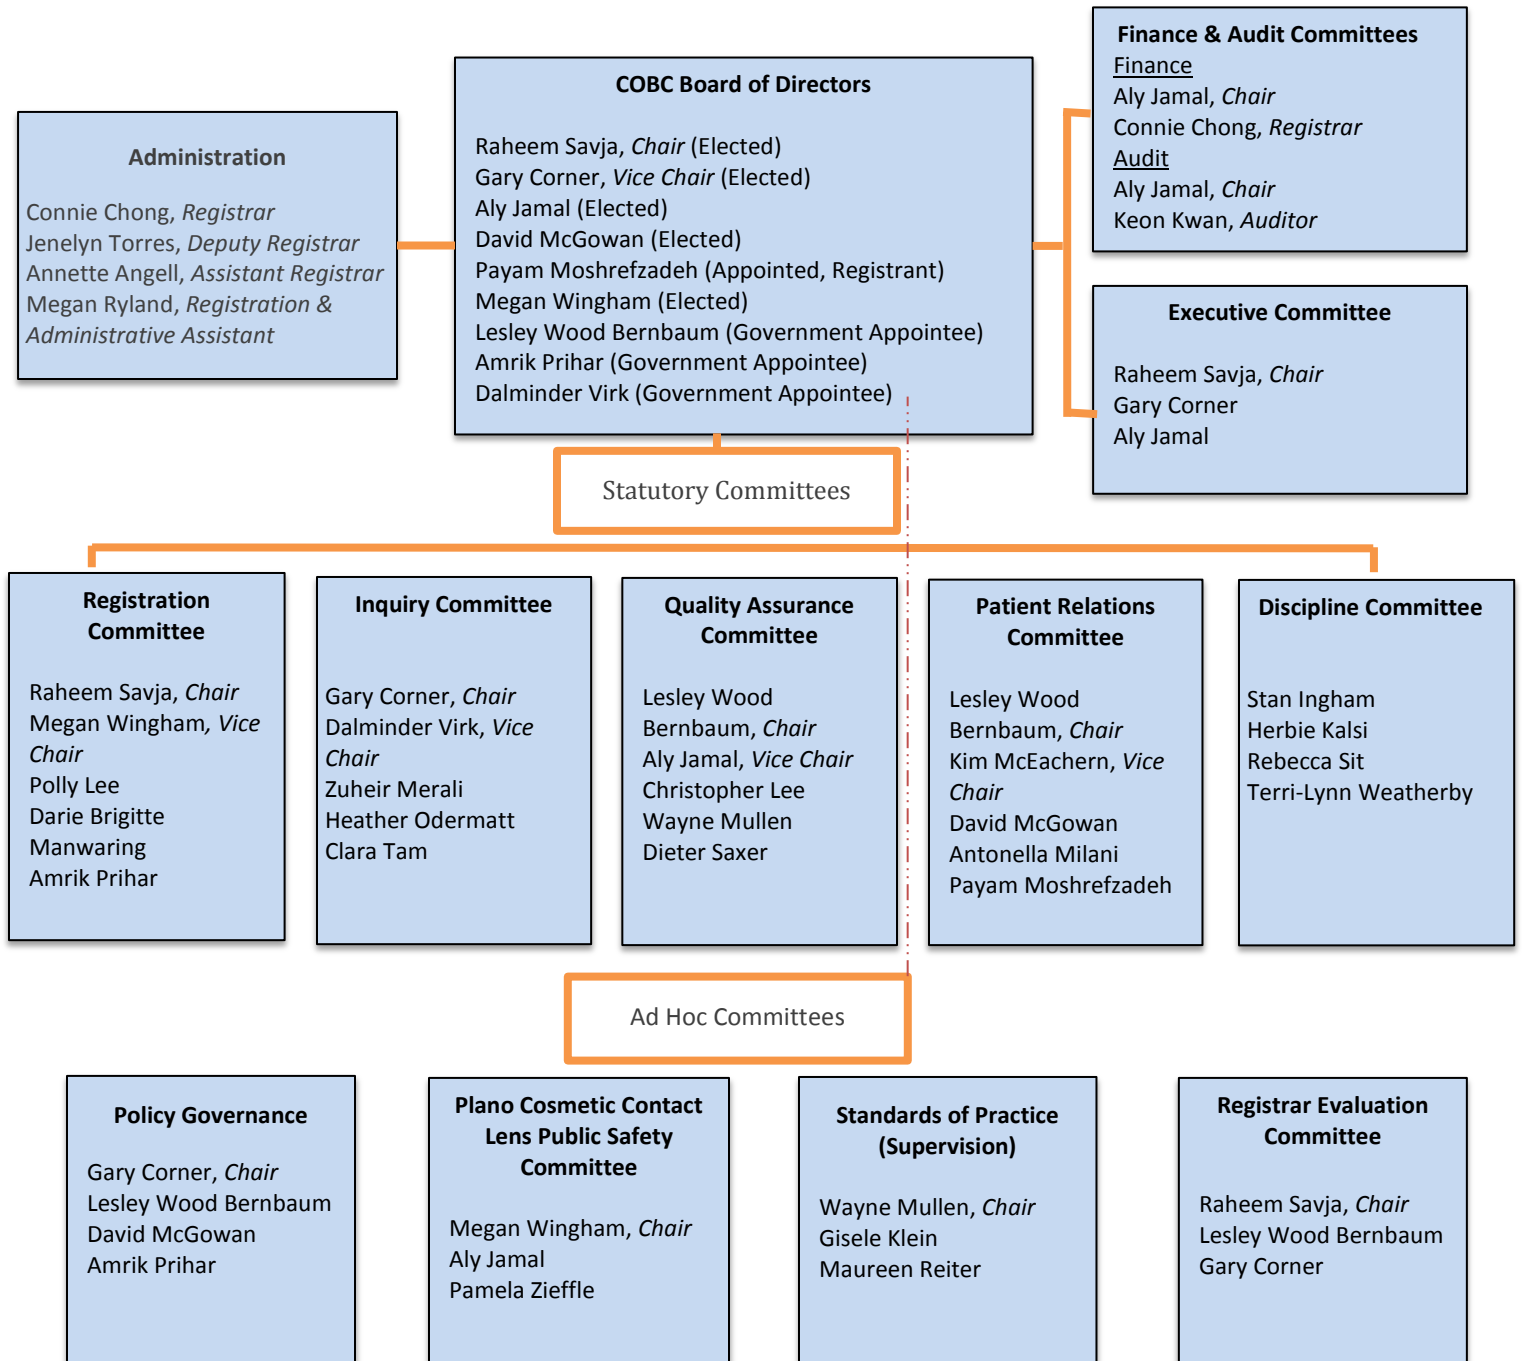 COBC Board of Directors
Raheem Savja, Chair (Elected)
Gary Corner, Vice Chair (Elected)
Aly Jamal (Elected)
David McGowan (Elected)
Payam Moshrefzadeh (Appointed, Registrant)
Megan Wingham (Elected)
Lesley Wood Bernbaum (Government Appointee)
Amrik Prihar (Government Appointee)
Dalminder Virk (Government Appointee)
Administration
Connie Chong, Registrar
Jenelyn Torres, Deputy Registrar
Annette Angell, Assistant Registrar
Megan Ryland, Registration &
Administrative Assistant
Finance & Audit Committees
Finance
Aly Jamal, Chair
Connie Chong, Registrar
Audit
Aly Jamal, Chair
Keon Kwan, Auditor
Executive Committee
Raheem Savja, Chair
Gary Corner
Aly Jamal
Statutory Committees
Registration
Committee
Raheem Savja, Chair
Megan Wingham, Vice
Chair
Polly Lee
Darie Brigitte
Manwaring
Amrik Prihar
Inquiry Committee
Gary Corner, Chair
Dalminder Virk, Vice
Chair
Zuheir Merali
Heather Odermatt
Clara Tam
Quality Assurance
Committee
Lesley Wood
Bernbaum, Chair
Aly Jamal, Vice Chair
Christopher Lee
Wayne Mullen
Dieter Saxer
Patient Relations
Committee
Lesley Wood
Bernbaum, Chair
Kim McEachern, Vice
Chair
David McGowan
Antonella Milani
Payam Moshrefzadeh
Discipline Committee
Stan Ingham
Herbie Kalsi
Rebecca Sit
Terri-Lynn Weatherby
Ad Hoc Committees
Policy Governance
Gary Corner, Chair
Lesley Wood Bernbaum
David McGowan
Amrik Prihar
Plano Cosmetic Contact
Lens Public Safety
Committee
Megan Wingham, Chair
Aly Jamal
Pamela Zieffle
Standards of Practice
(Supervision)
Wayne Mullen, Chair
Gisele Klein
Maureen Reiter
Registrar Evaluation
Committee
Raheem Savja, Chair
Lesley Wood Bernbaum
Gary Corner